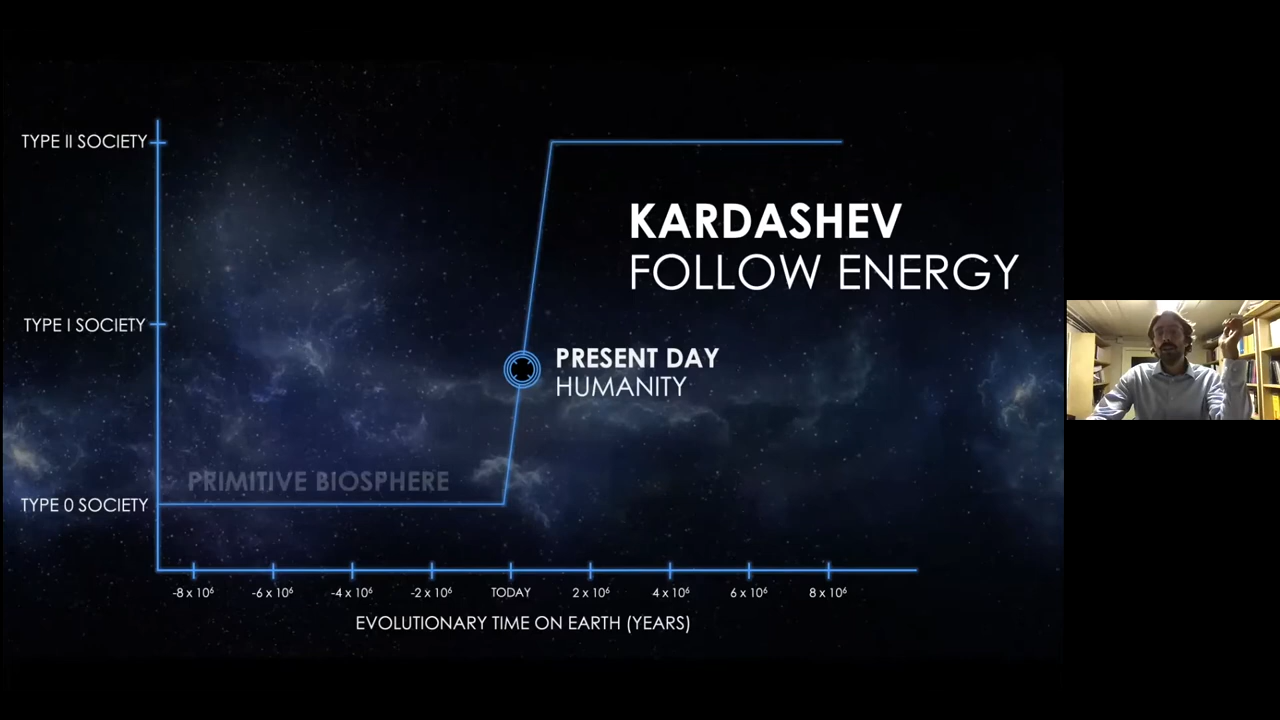 TYPE II SOCIETY
KARDASHEV
FOLLOW ENERGY
TYPE I SOCIETY
PRESENT DAY
HUMANITY
PRIMITIVE BIOSPHERE
TYPE 0 SOCIETY
-8 x 10⁶ -6 x 10⁶ -4 x 10⁶ -2 x 10⁶ TODAY 2 x 10⁶ 4 x 10⁶ 6 x 10⁶ 8 x 10⁶
EVOLUTIONARY TIME ON EARTH (YEARS)